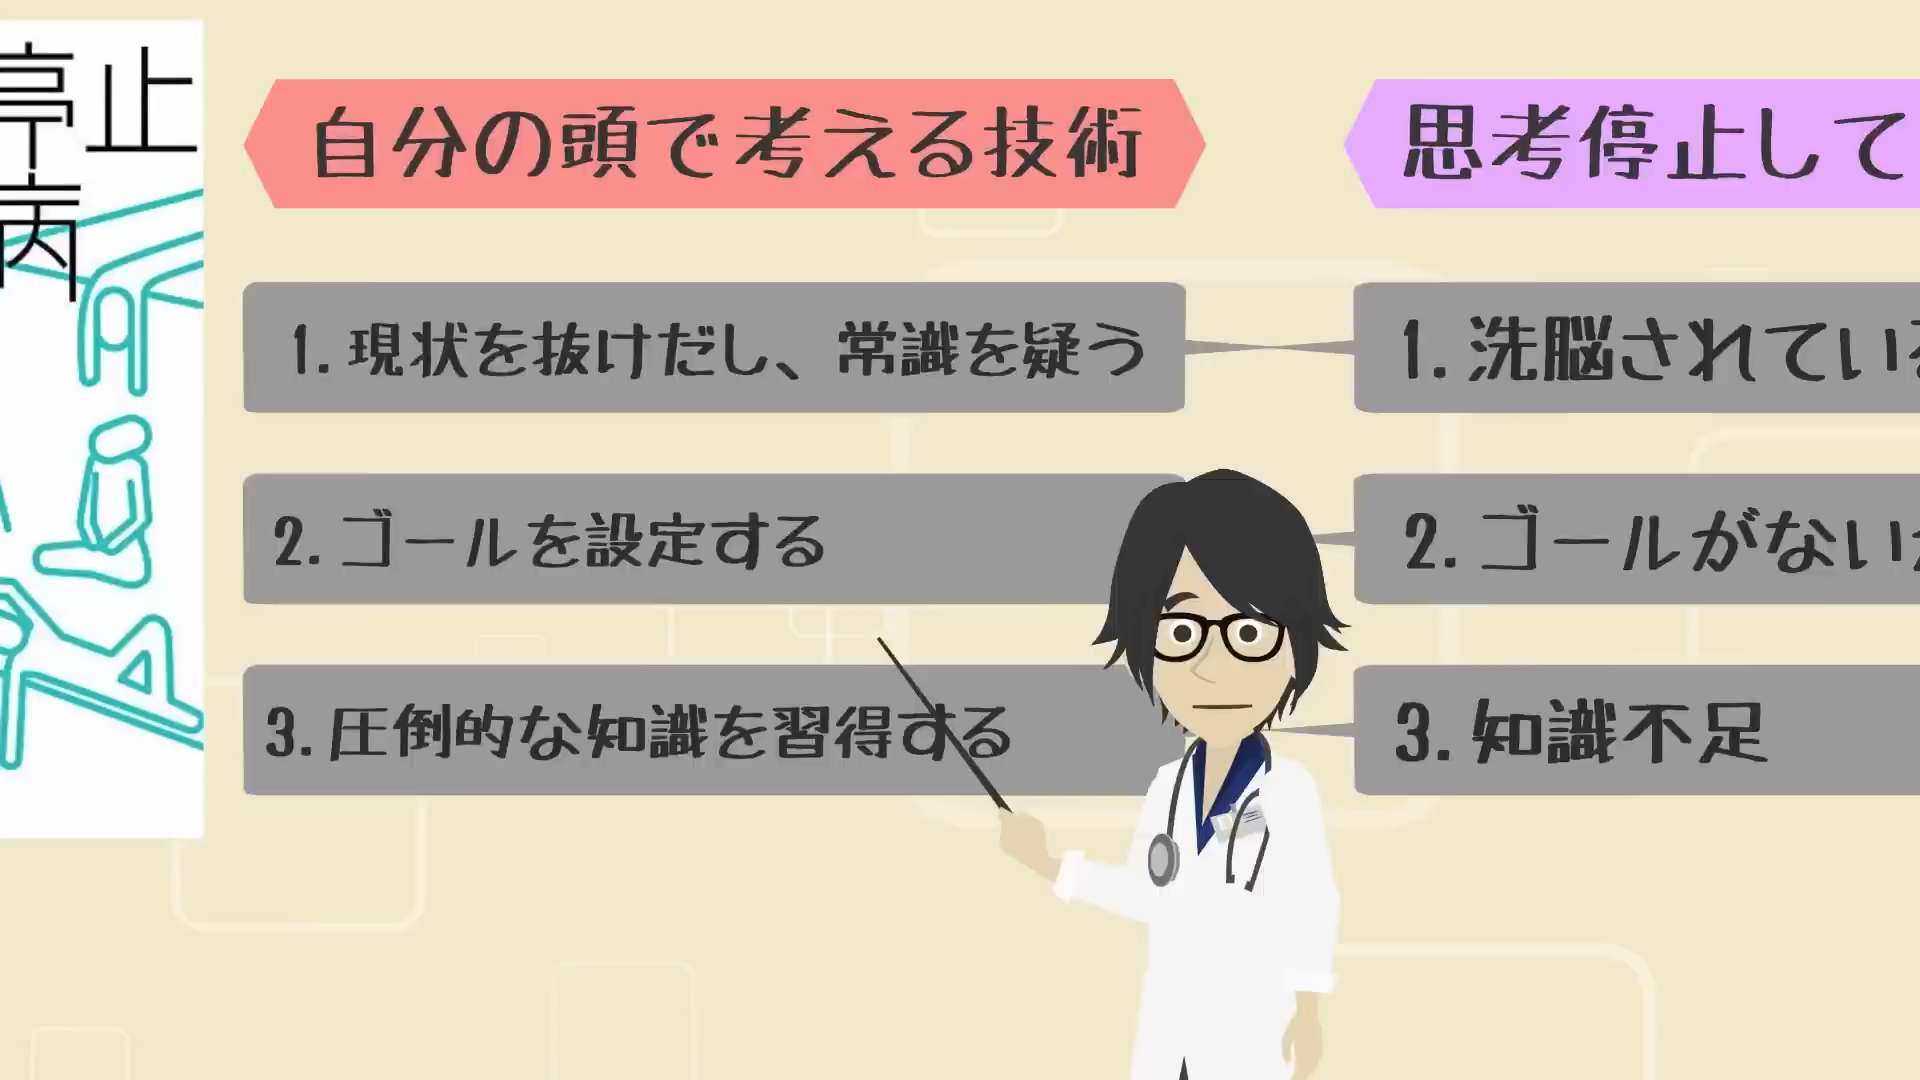 停止
病
自分の頭で考える技術
思考停止して
1. 現状を抜けだし、常識を疑う
1. 洗脳されている
2. ゴールを設定する
2. ゴールがない
3. 圧倒的な知識を習得する
3. 知識不足